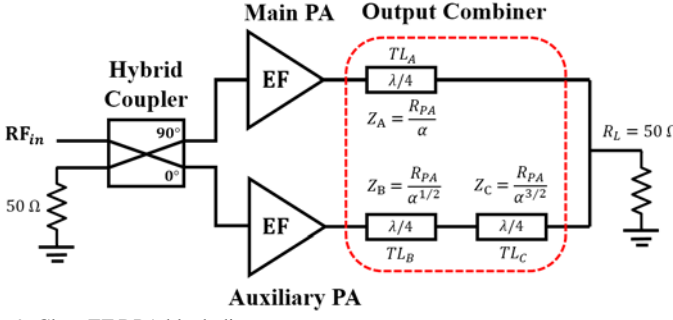 Main PA
Output Combiner
Hybrid
Coupler
EF
TL_A
λ/4
Z_A = R_PA / α
RF_in
90°
0°
R_L = 50
50 Ω
Z_B = R_PA / α^1/2
Z_C = R_PA / α^3/2
EF
λ/4
λ/4
TL_B
TL_C
Auxiliary PA